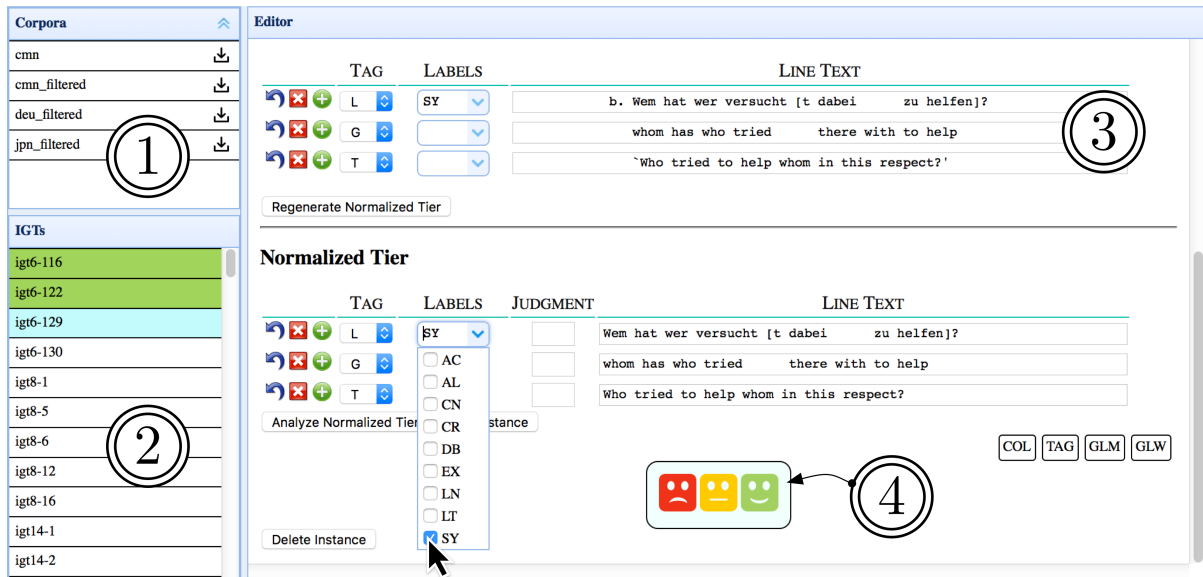 Corpora
cmn
cmn_filtered
deu_filtered
jpn_filtered
1
IGTs
igt6-116
igt6-122
igt6-129
igt6-130
igt8-1
igt8-5
igt8-6
igt8-12
igt8-16
igt14-1
igt14-2
2
Editor
TAG LABELS LINE TEXT
L SY b. Wem hat wer versucht [t dabei zu helfen]?
G whom has who tried there with to help
T `Who tried to help whom in this respect?'
3
Regenerate Normalized Tier
Normalized Tier
TAG LABELS JUDGMENT LINE TEXT
L SY Wem hat wer versucht [t dabei zu helfen]?
G whom has who tried there with to help
T Who tried to help whom in this respect?
AC
AL
CN
CR
DB
EX
LN
LT
SY
Analyze Normalized Tier
COL TAG GLM GLW
4
Delete Instance